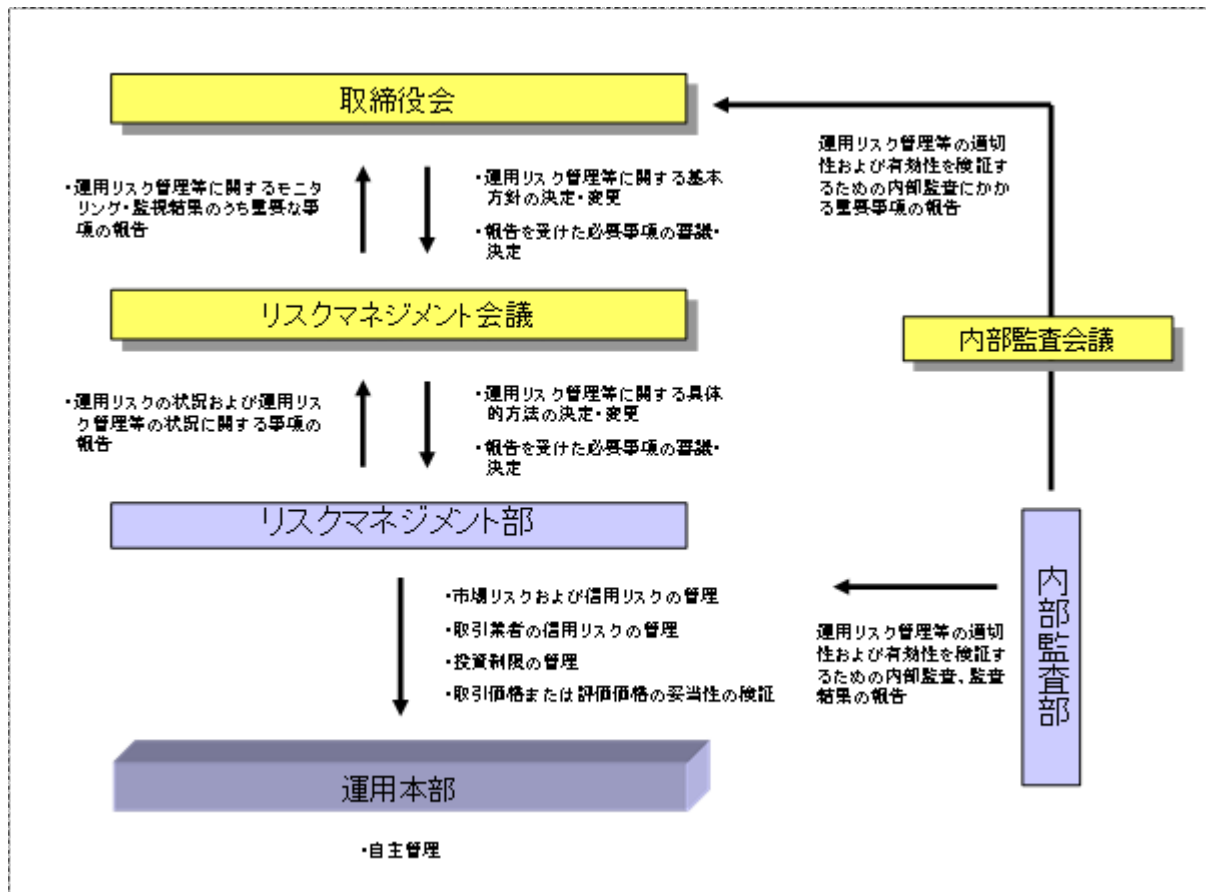 取締役会
・運用リスク管理等に関するモニ
タリング・監視結果のうち重要な事
項の報告
・運用リスク管理等に関する基本
方針の決定・変更
・報告を受けた必要事項の審議・
決定
運用リスク管理等の適切
性および有効性を検証す
るための内部監査にかか
る重要事項の報告
リスクマネジメント会議
内部監査会議
・運用リスクの状況および運用リス
ク管理等の状況に関する事項の
報告
・運用リスク管理等に関する具体
的方法の決定・変更
・報告を受けた必要事項の審議・
決定
リスクマネジメント部
内部監査部
・市場リスクおよび信用リスクの管理
・取引業者の信用リスクの管理
・投資制限の管理
・取引価格または評価価格の妥当性の検証
運用リスク管理等の適切
性および有効性を検証す
るための内部監査、監査
結果の報告
運用本部
・自主管理